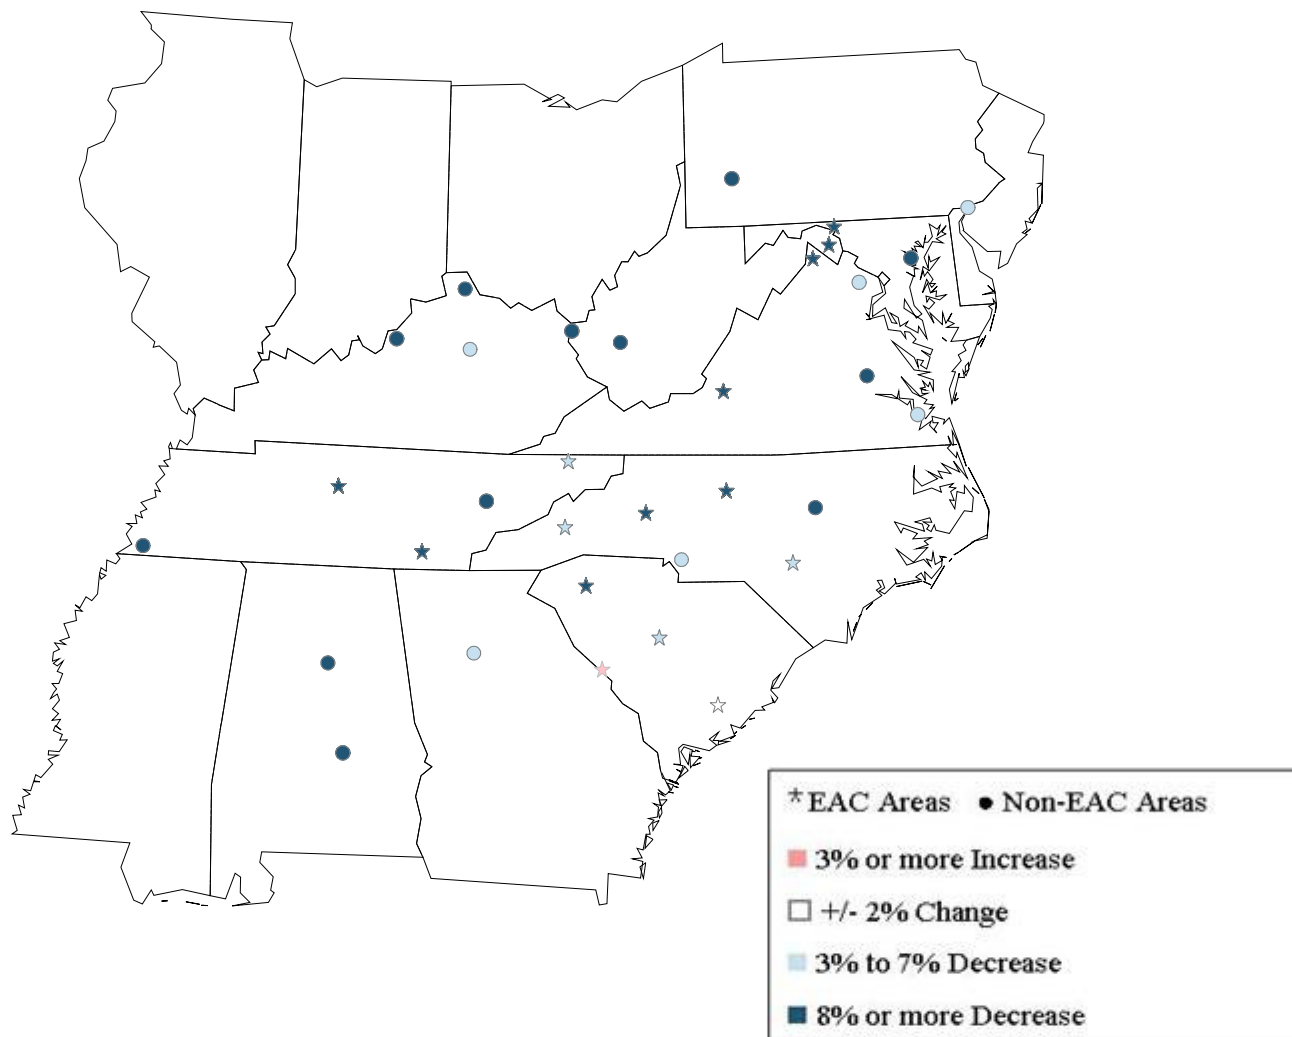 * EAC Areas ● Non-EAC Areas
3% or more Increase
+/- 2% Change
3% to 7% Decrease
8% or more Decrease